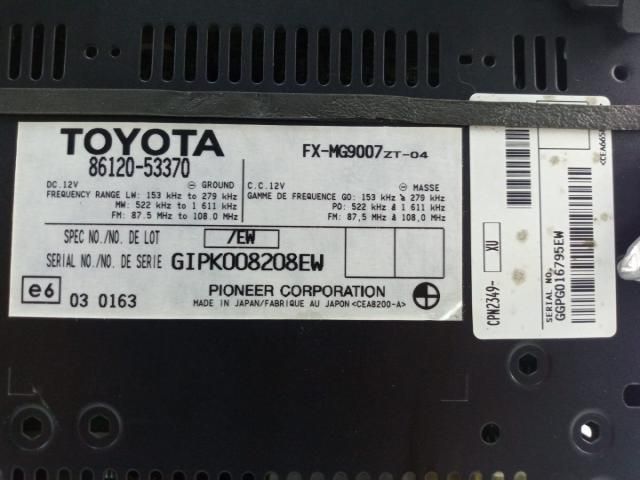 TOYOTA
86120-53370
FX-MG9007ZT-04
DC.12V ⊖ GROUND
FREQUENCY RANGE LW: 153 kHz to 279 kHz
MW: 522 kHz to 1 611 kHz
FM: 87.5 MHz to 108.0 MHz
C.C.12V ⊖ MASSE
GAMME DE FREQUENCE GO: 153 kHz à 279 kHz
PO: 522 kHz à 1 611 kHz
FM: 87,5 MHz à 108,0 MHz
SPEC NO./NO. DE LOT /EW
SERIAL NO./NO. DE SERIE GIPK008208EW
e6 03 0163
PIONEER CORPORATION
MADE IN JAPAN/FABRIQUE AU JAPON <CEA8200-A>
CPN2349- XU
SERIAL NO.
GGPG016795EW